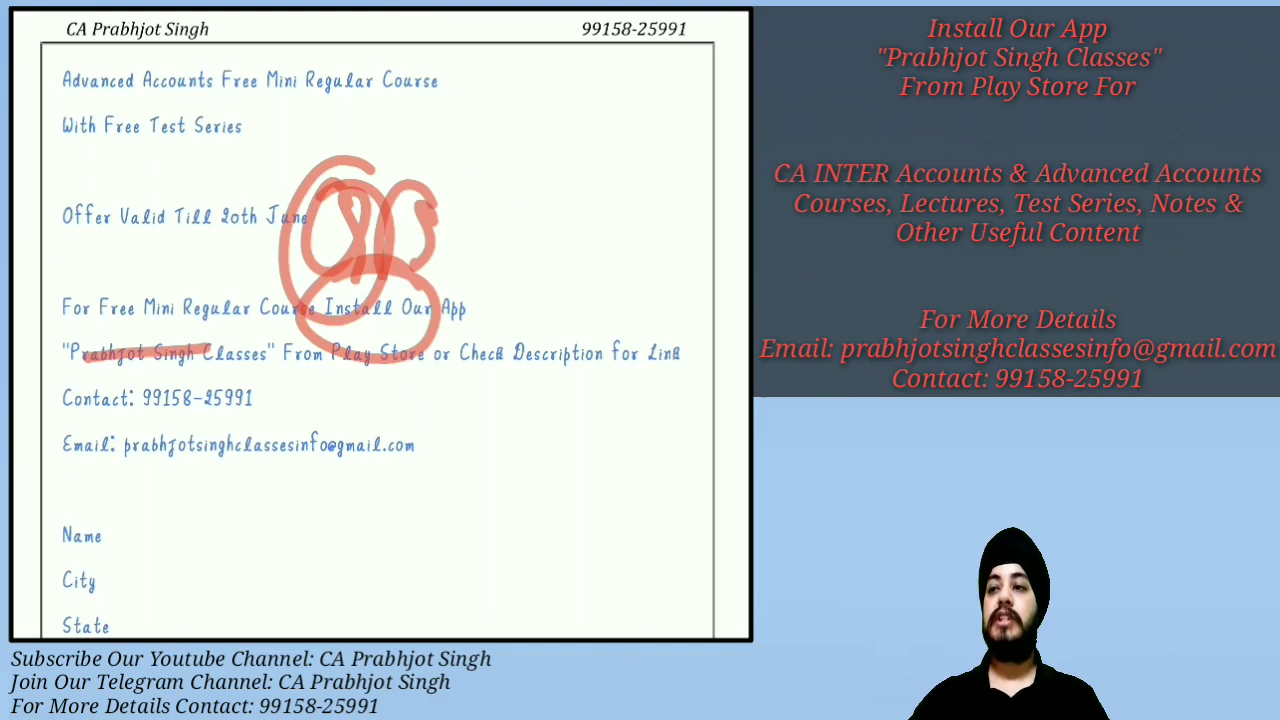 CA Prabhjot Singh 99158-25991
Advanced Accounts Free Mini Regular Course
With Free Test Series
Offer Valid Till 20th June
For Free Mini Regular Course Install Our App
"Prabhjot Singh Classes" From Play Store or Check Description for Link
Contact: 99158-25991
Email: prabhjotsinghclassesinfo@gmail.com
Name
City
State
Install Our App
"Prabhjot Singh Classes"
From Play Store For
CA INTER Accounts & Advanced Accounts
Courses, Lectures, Test Series, Notes &
Other Useful Content
For More Details
Email: prabhjotsinghclassesinfo@gmail.com
Contact: 99158-25991
Subscribe Our Youtube Channel: CA Prabhjot Singh
Join Our Telegram Channel: CA Prabhjot Singh
For More Details Contact: 99158-25991